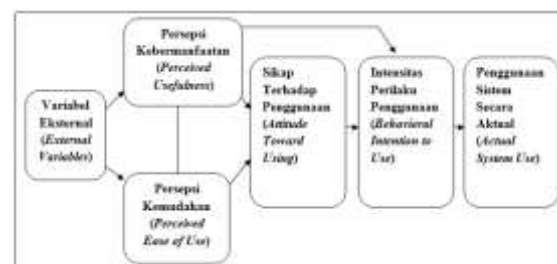 Variabel
Eksternal
(External
Variables)
Persepsi
Kebermanfaatan
(Perceived
Usefulness)
Persepsi
Kemudahan
(Perceived
Ease of Use)
Sikap
Terhadap
Penggunaan
(Attitude
Toward
Using)
Intensitas
Perilaku
Penggunaan
(Behavioral
Intention to
Use)
Penggunaan
Sistem
Secara
Aktual
(Actual
System Use)